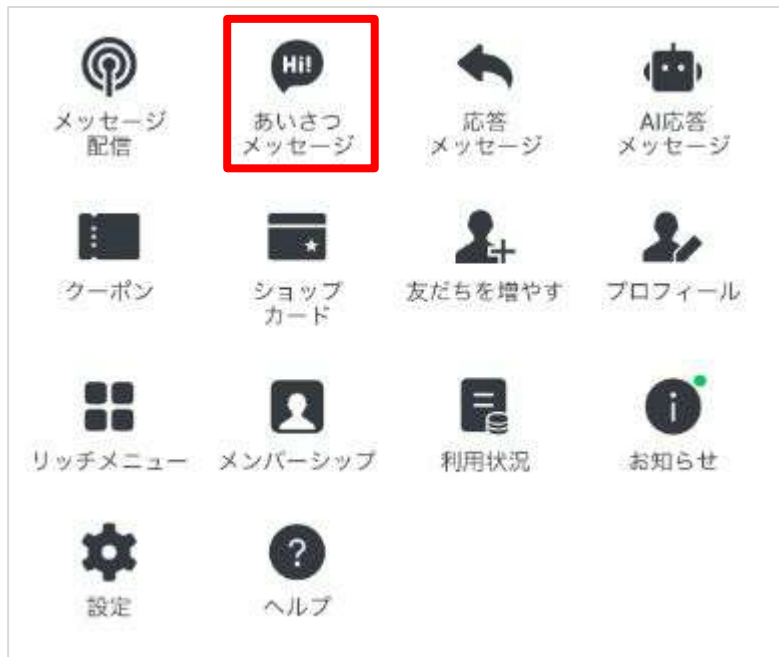 Hi!
メッセージ
配信
あいさつ
メッセージ
応答
メッセージ
AI応答
メッセージ
クーポン
ショップ
カード
友だちを増やす
プロフィール
リッチメニュー
メンバーシップ
利用状況
i
お知らせ
設定
?
ヘルプ